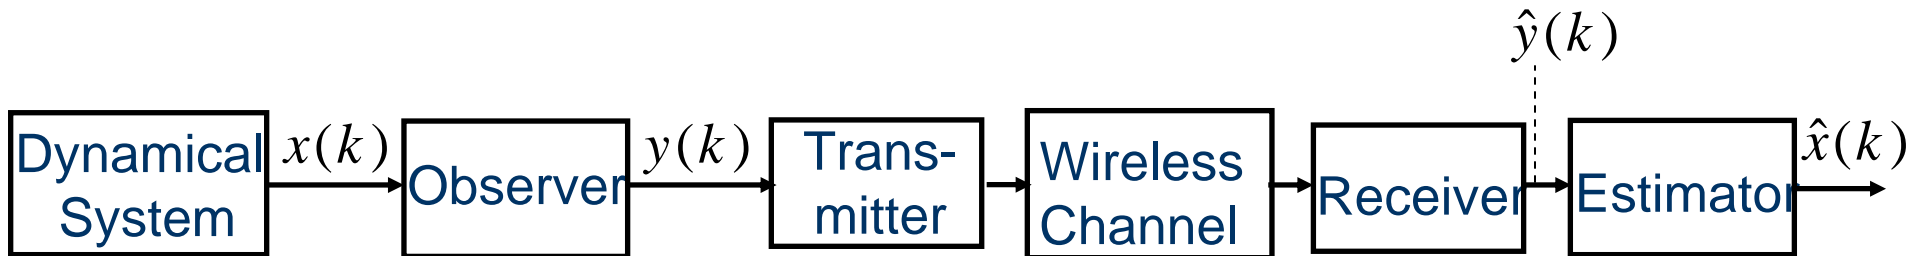 ŷ(k)
Dynamical
System
x(k)
Observer
y(k)
Trans-
mitter
Wireless
Channel
Receiver
Estimator
x̂(k)